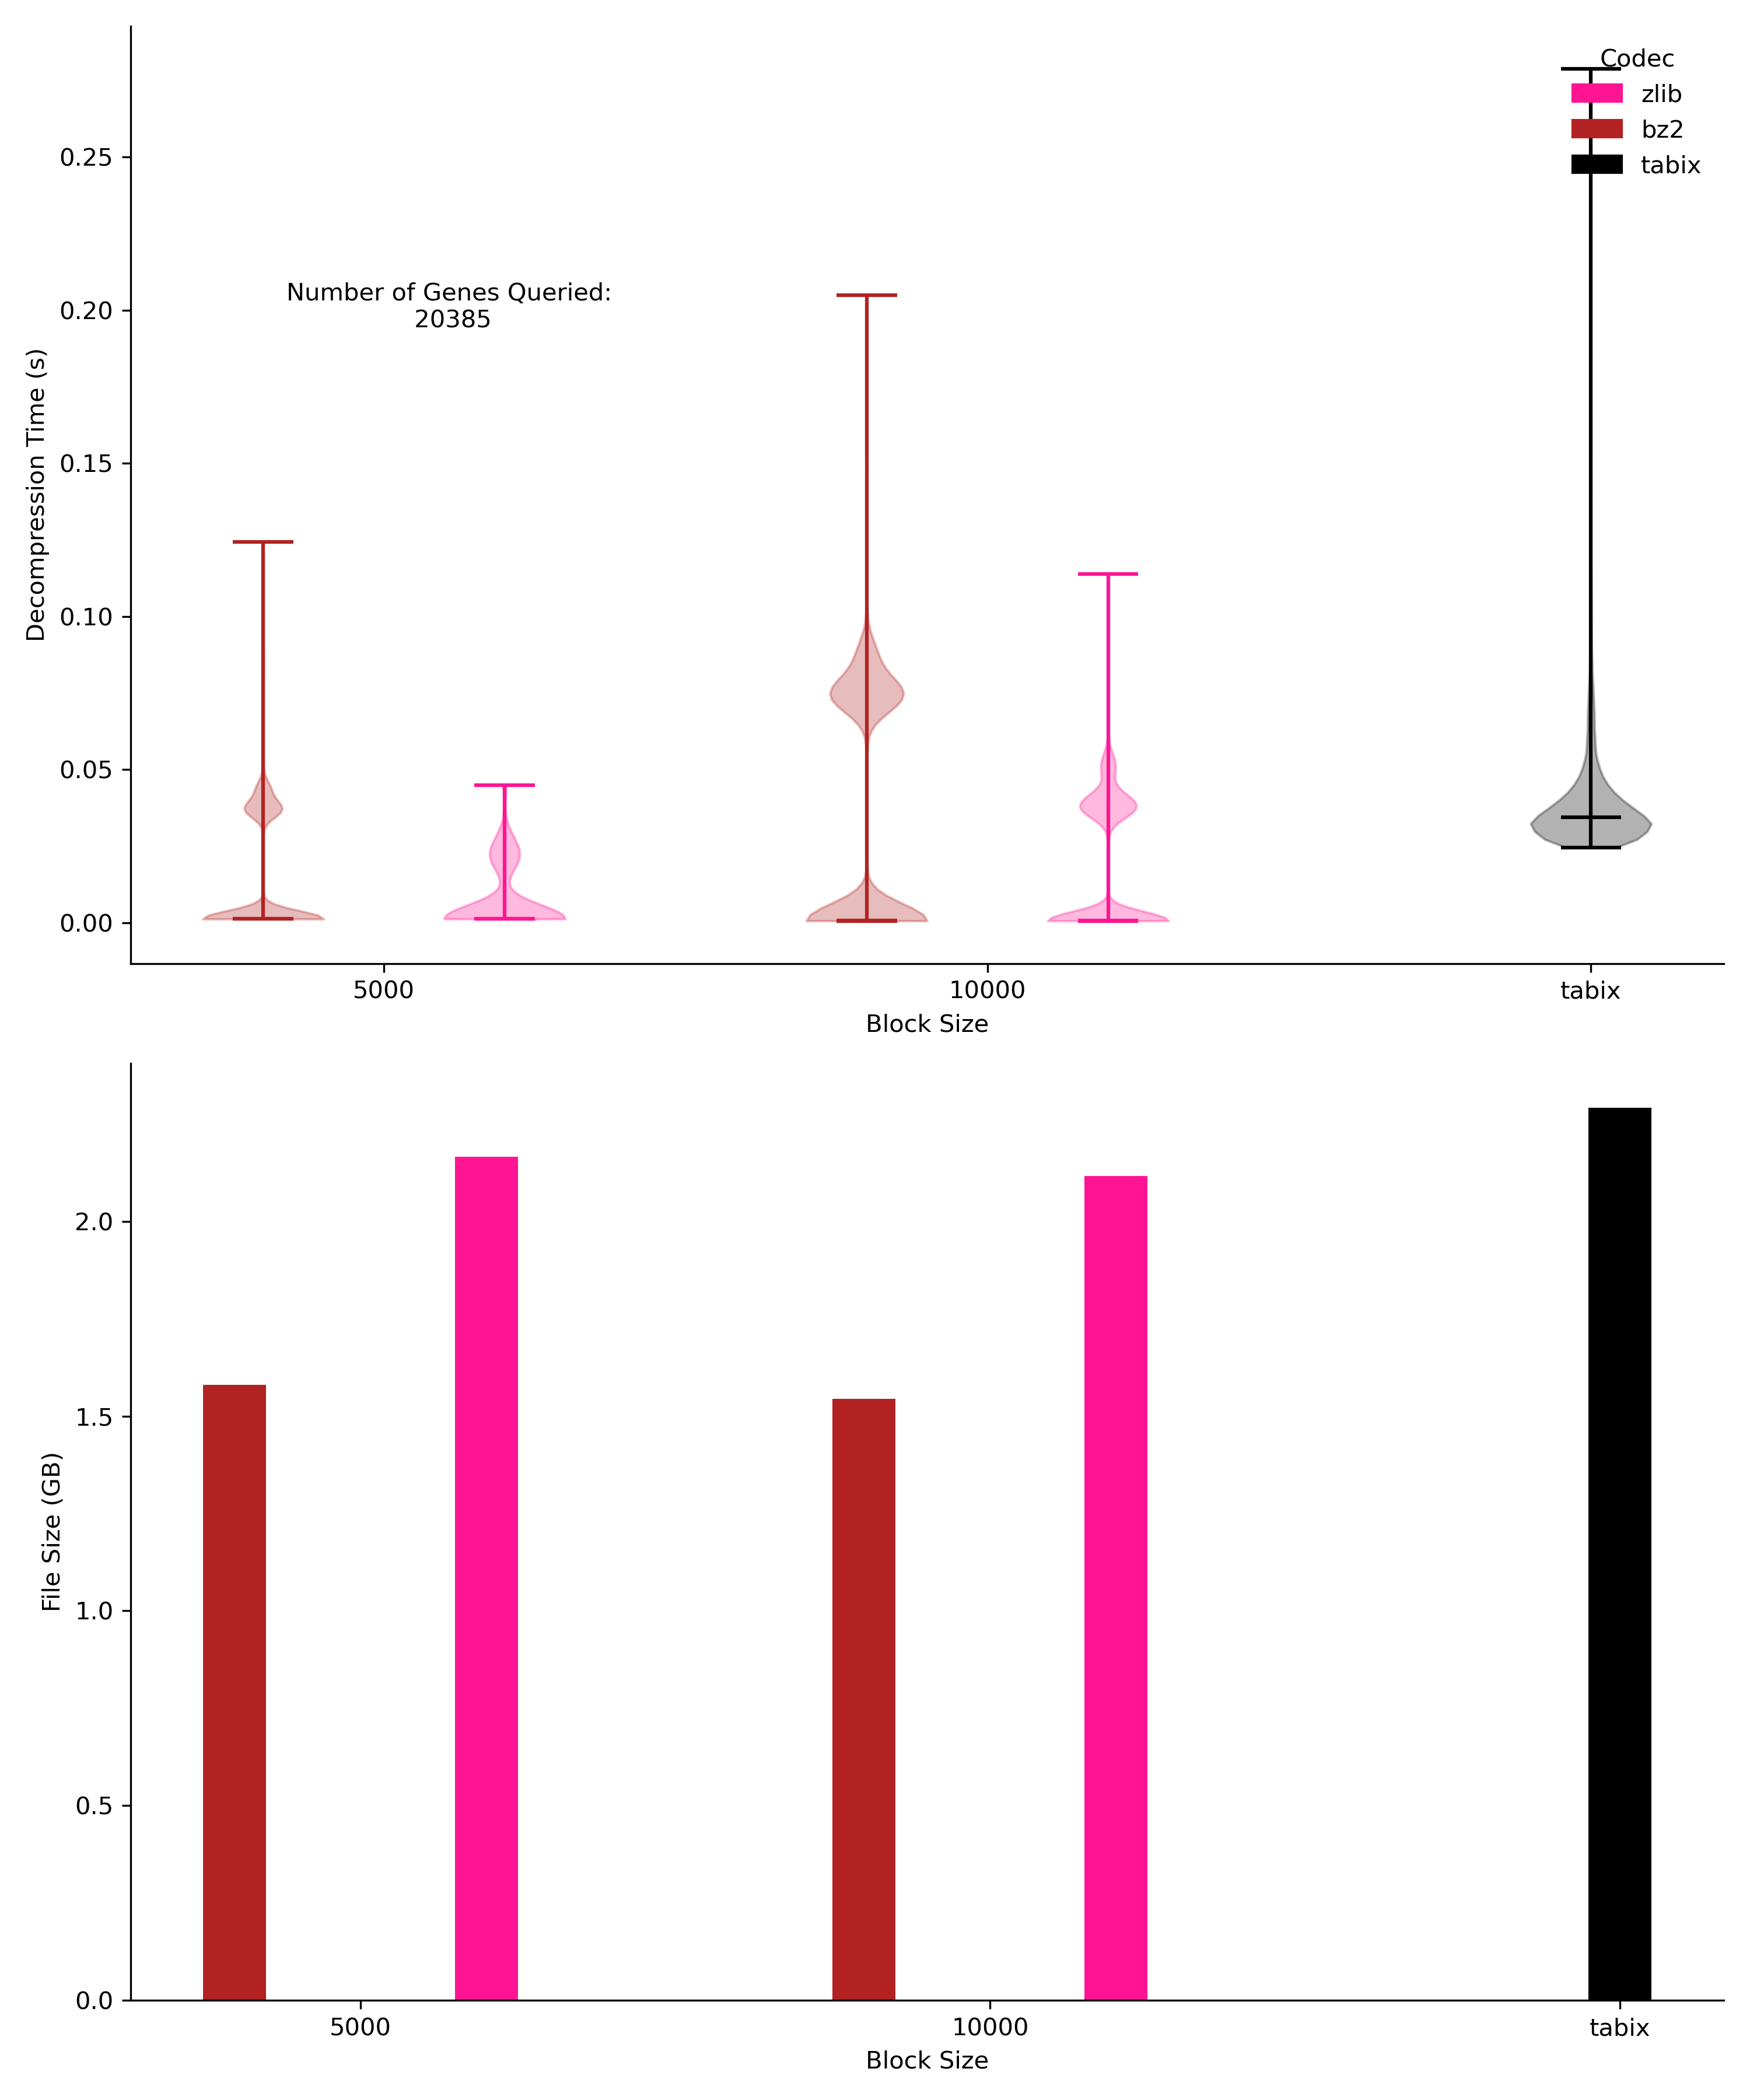 Codec
zlib
bz2
tabix
Number of Genes Queried:
20385
Decompression Time (s)
0.25
0.20
0.15
0.10
0.05
0.00
5000
10000
tabix
Block Size
File Size (GB)
2.0
1.5
1.0
0.5
0.0
5000
10000
tabix
Block Size